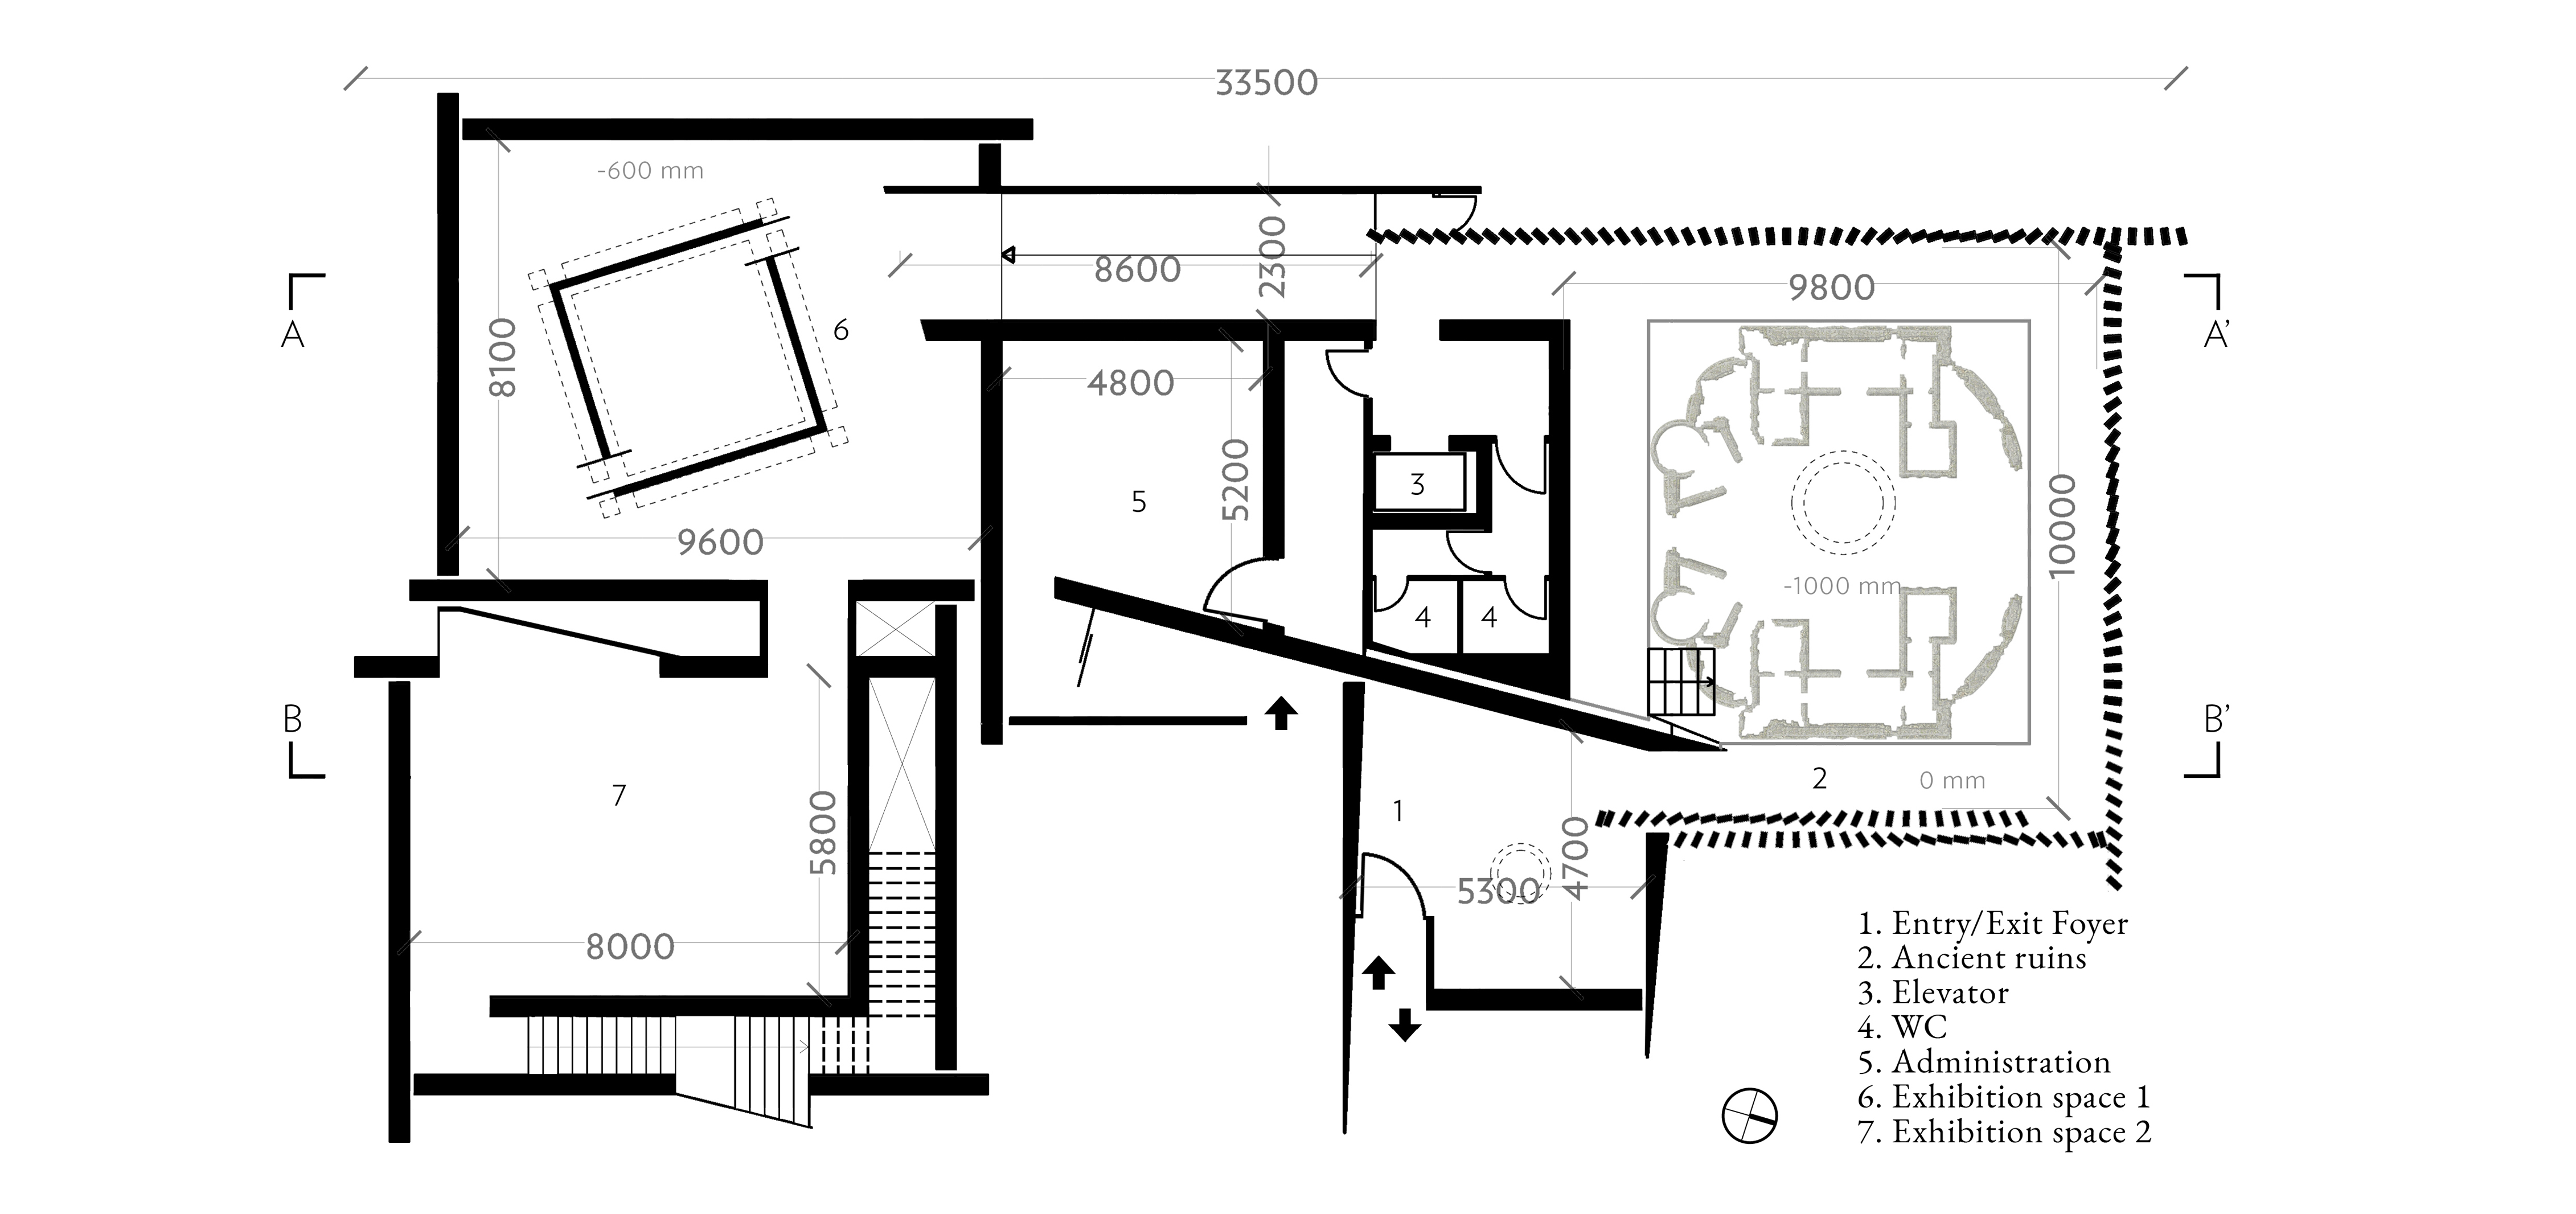 33500
-600 mm
2300
8600
9800
A
A’
6
8100
4800
5200
3
5
10000
9600
-1000 mm
4
4
B
B’
2
0 mm
7
1
5800
4700
5300
8000
1. Entry/Exit Foyer
2. Ancient ruins
3. Elevator
4. WC
5. Administration
6. Exhibition space 1
7. Exhibition space 2